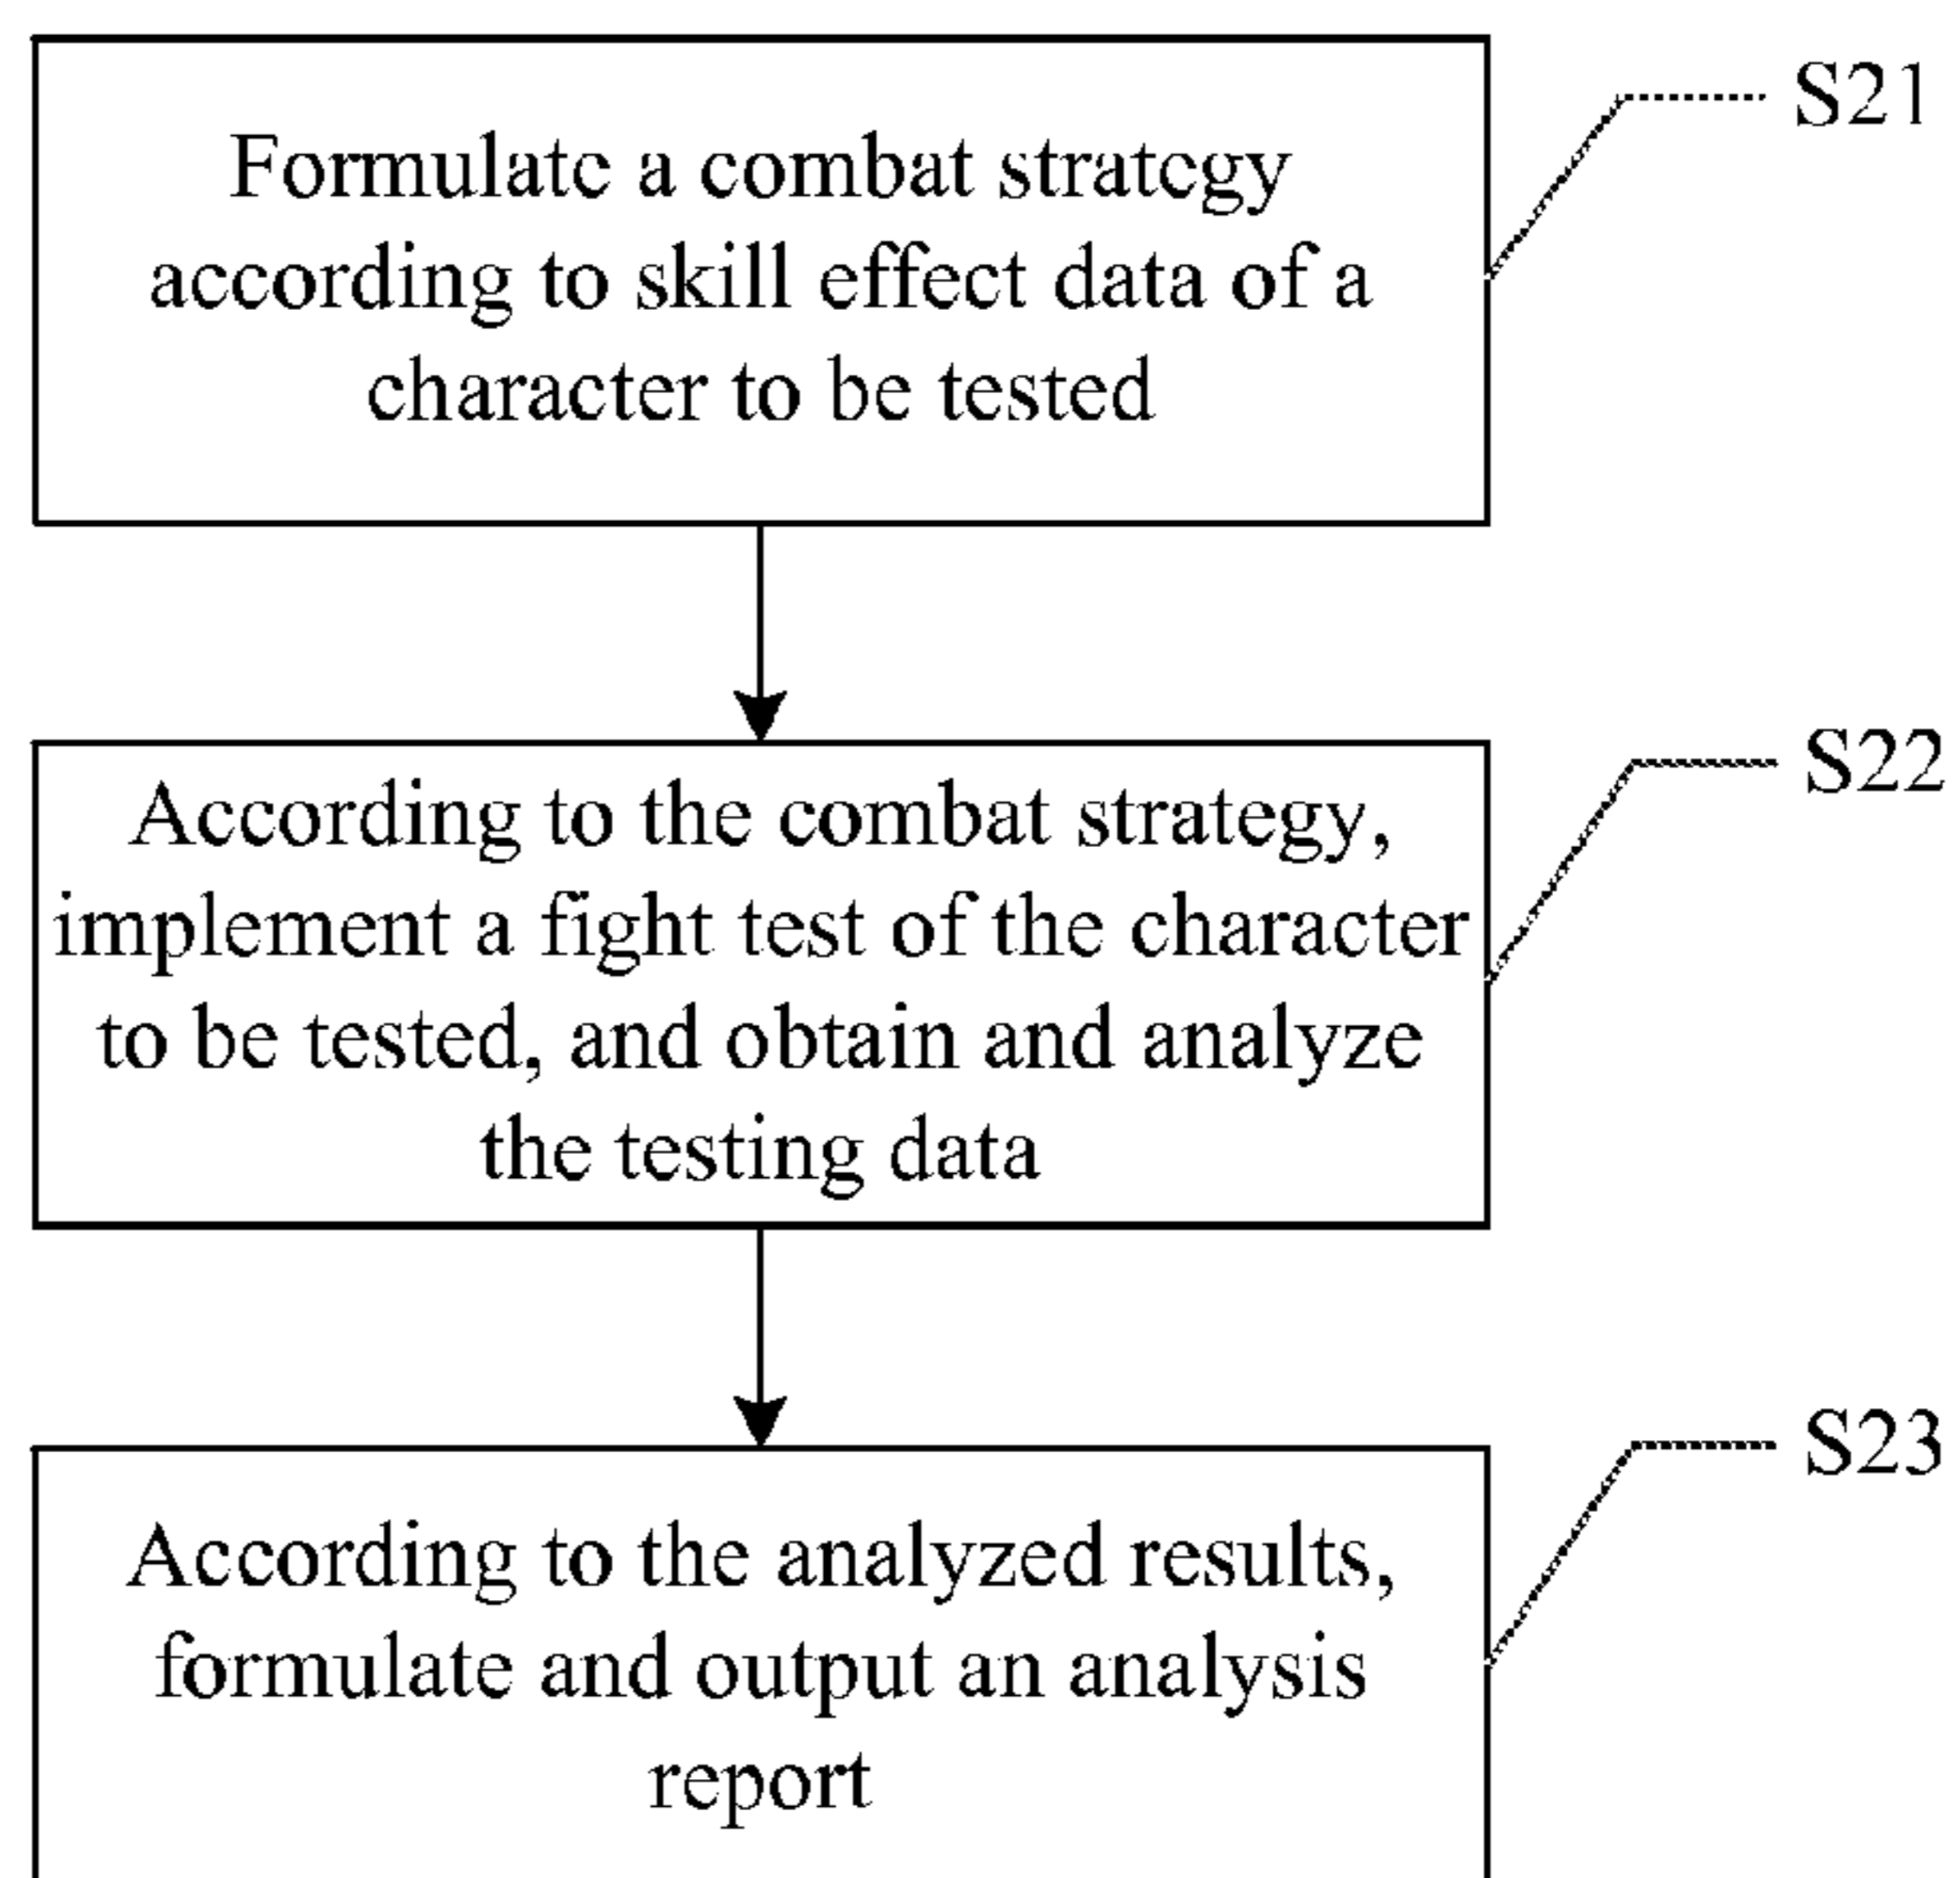 Formulate a combat strategy
according to skill effect data of a
character to be tested
S21
According to the combat strategy,
implement a fight test of the character
to be tested, and obtain and analyze
the testing data
S22
According to the analyzed results,
formulate and output an analysis
report
S23